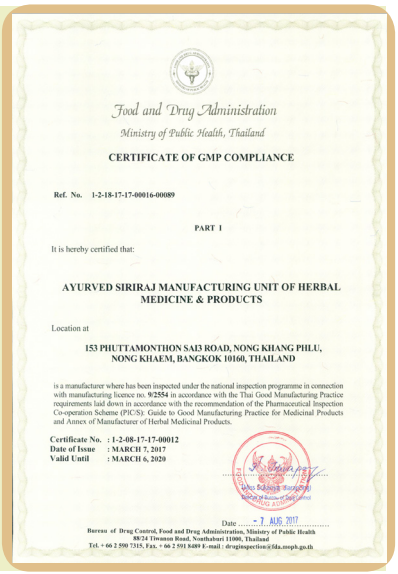 Food and Drug Administration
Ministry of Public Health, Thailand
CERTIFICATE OF GMP COMPLIANCE
Ref. No. 1-2-18-17-17-00016-00089
PART I
It is hereby certified that:
AYURVED SIRIRAJ MANUFACTURING UNIT OF HERBAL
MEDICINE & PRODUCTS
Location at
153 PHUTTAMONTHON SAI3 ROAD, NONG KHANG PHLU,
NONG KHAEM, BANGKOK 10160, THAILAND
is a manufacturer where has been inspected under the national inspection programme in connection
with manufacturing licence no. 9/2554 in accordance with the Thai Good Manufacturing Practice
requirements laid down in accordance with the recommendation of the Pharmaceutical Inspection
Co-operation Scheme (PIC/S): Guide to Good Manufacturing Practice for Medicinal Products
and Annex of Manufacturer of Herbal Medicinal Products.
Certificate No. : 1-2-08-17-17-00012
Date of Issue : MARCH 7, 2017
Valid Until : MARCH 6, 2020
Director of Bureau of Drug Control
Date - 7 AUG 2017
Bureau of Drug Control, Food and Drug Administration, Ministry of Public Health
88/24 Tiwanon Road, Nonthaburi 11000, Thailand
Tel. + 66 2 590 7315, Fax. + 66 2 591 8489 E-mail : druginspection@fda.moph.go.th